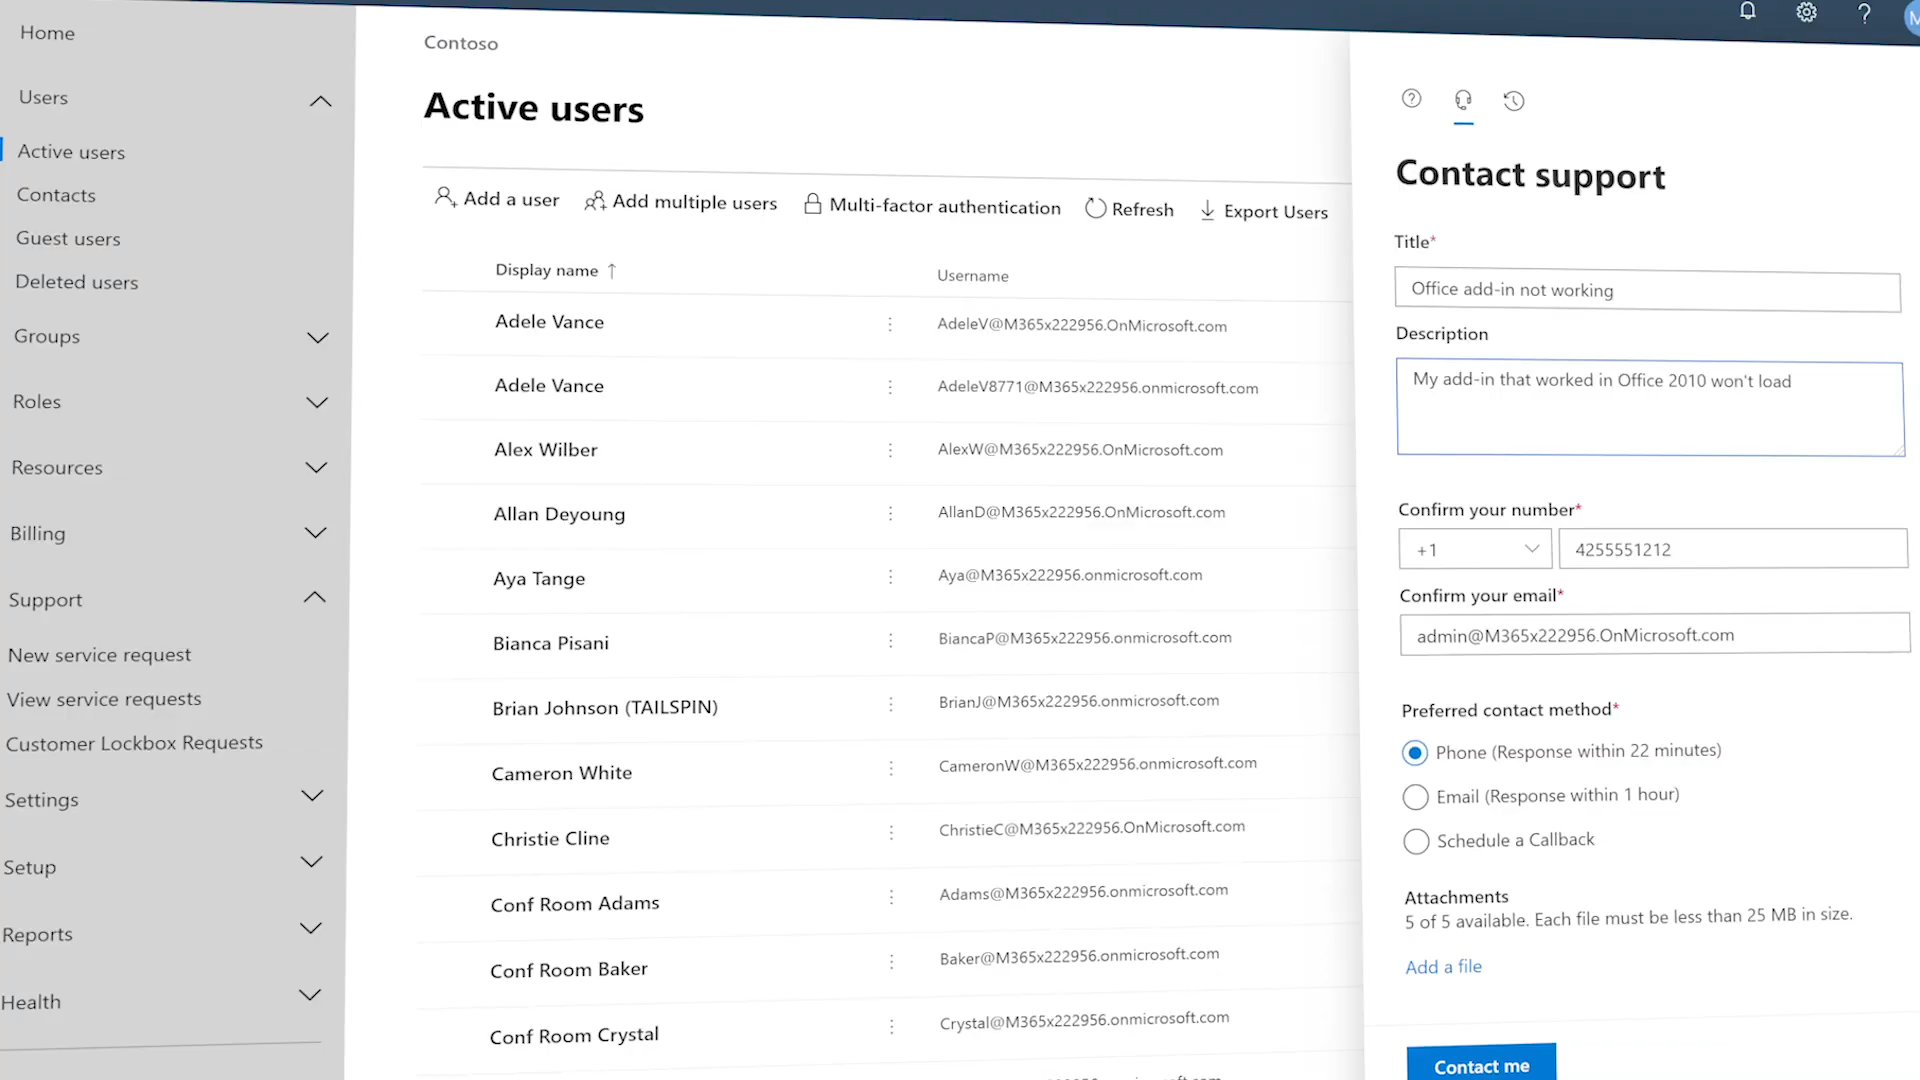 Home
Users
Active users
Contacts
Guest users
Deleted users
Groups
Roles
Resources
Billing
Support
New service request
View service requests
Customer Lockbox Requests
Settings
Setup
Reports
Health
Contoso
Active users
Add a user
Add multiple users
Multi-factor authentication
Refresh
Export Users
Display name ↑
Username
Adele Vance
AdeleV@M365x222956.OnMicrosoft.com
Adele Vance
AdeleV8771@M365x222956.onmicrosoft.com
Alex Wilber
AlexW@M365x222956.OnMicrosoft.com
Allan Deyoung
AllanD@M365x222956.OnMicrosoft.com
Aya Tange
Aya@M365x222956.onmicrosoft.com
Bianca Pisani
BiancaP@M365x222956.onmicrosoft.com
Brian Johnson (TAILSPIN)
BrianJ@M365x222956.onmicrosoft.com
Cameron White
CameronW@M365x222956.onmicrosoft.com
Christie Cline
ChristieC@M365x222956.OnMicrosoft.com
Conf Room Adams
Adams@M365x222956.onmicrosoft.com
Conf Room Baker
Baker@M365x222956.onmicrosoft.com
Conf Room Crystal
Crystal@M365x222956.onmicrosoft.com
Contact support
Title*
Office add-in not working
Description
My add-in that worked in Office 2010 won't load
Confirm your number*
+1
4255551212
Confirm your email*
admin@M365x222956.OnMicrosoft.com
Preferred contact method*
Phone (Response within 22 minutes)
Email (Response within 1 hour)
Schedule a Callback
Attachments
5 of 5 available. Each file must be less than 25 MB in size.
Add a file
Contact me